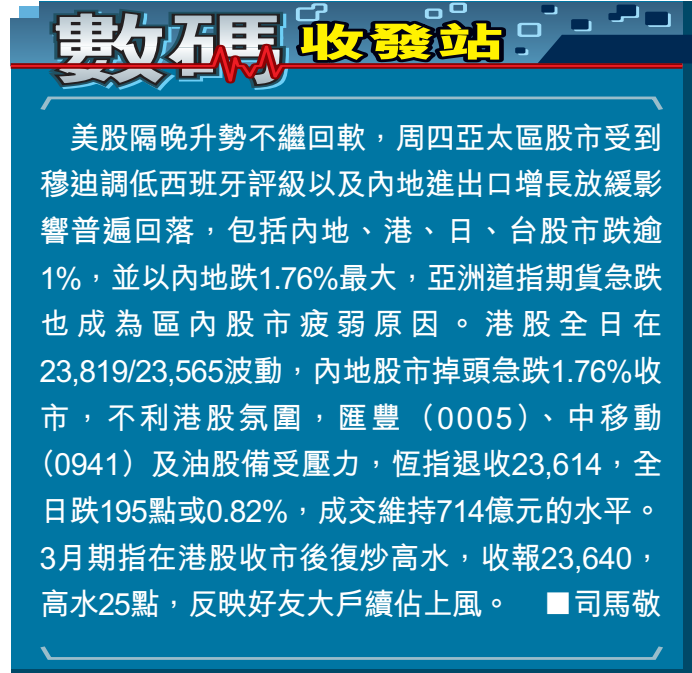 數碼收發站
美股隔晚升勢不繼回軟，周四亞太區股市受到
穆迪調低西班牙評級以及內地進出口增長放緩影
響普遍回落，包括內地、港、日、台股市跌逾
1%，並以內地跌1.76%最大，亞洲道指期貨急跌
也成為區內股市疲弱原因。港股全日在
23,819/23,565波動，內地股市掉頭急跌1.76%收
市，不利港股氛圍，匯豐（0005）、中移動
（0941）及油股備受壓力，恆指退收23,614，全
日跌195點或0.82%，成交維持714億元的水平。
3月期指在港股收市後復炒高水，收報23,640，
高水25點，反映好友大戶續佔上風。　■司馬敬